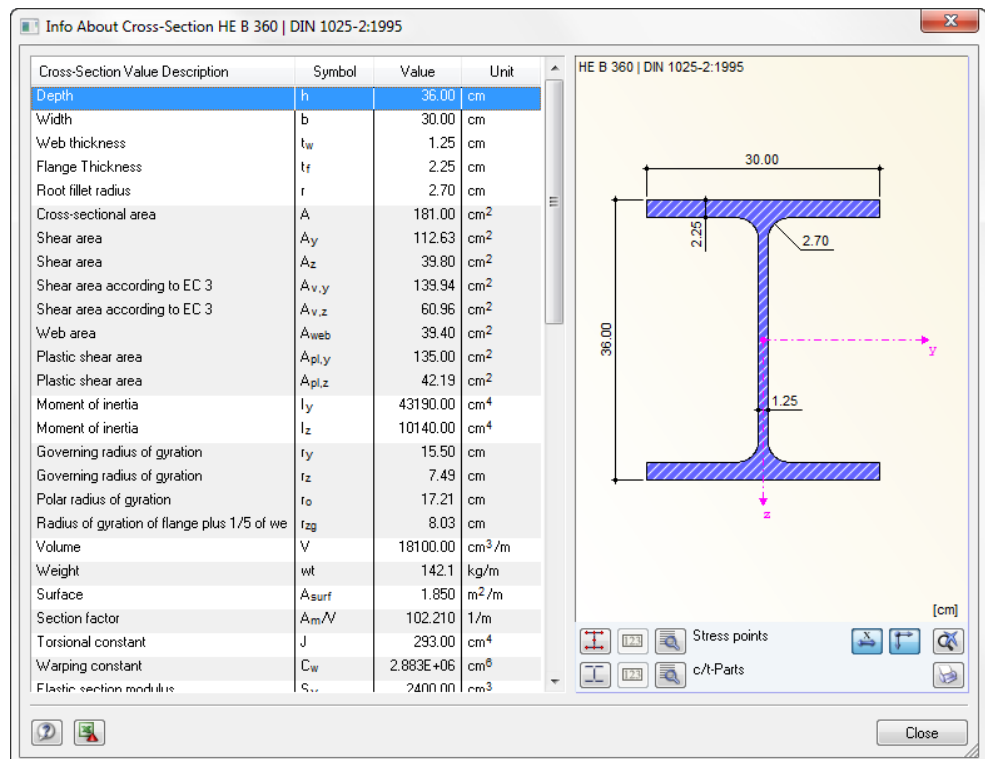 Info About Cross-Section HE B 360 | DIN 1025-2:1995
Cross-Section Value Description Symbol Value Unit
Depth h 36.00 cm
Width b 30.00 cm
Web thickness tw 1.25 cm
Flange Thickness tf 2.25 cm
Root fillet radius r 2.70 cm
Cross-sectional area A 181.00 cm2
Shear area Ay 112.63 cm2
Shear area Az 39.80 cm2
Shear area according to EC 3 Av,y 139.94 cm2
Shear area according to EC 3 Av,z 60.96 cm2
Web area Aweb 39.40 cm2
Plastic shear area Apl,y 135.00 cm2
Plastic shear area Apl,z 42.19 cm2
Moment of inertia Iy 43190.00 cm4
Moment of inertia Iz 10140.00 cm4
Governing radius of gyration ry 15.50 cm
Governing radius of gyration rz 7.49 cm
Polar radius of gyration ro 17.21 cm
Radius of gyration of flange plus 1/5 of we rzg 8.03 cm
Volume V 18100.00 cm3/m
Weight wt 142.1 kg/m
Surface Asurf 1.850 m2/m
Section factor Am/V 102.210 1/m
Torsional constant J 293.00 cm4
Warping constant Cw 2.883E+06 cm6
Elastic section modulus Sy 2400.00 cm3
HE B 360 | DIN 1025-2:1995
30.00
2.25
2.70
36.00
y
1.25
z
[cm]
123
Stress points
x
123
c/t-Parts
Close